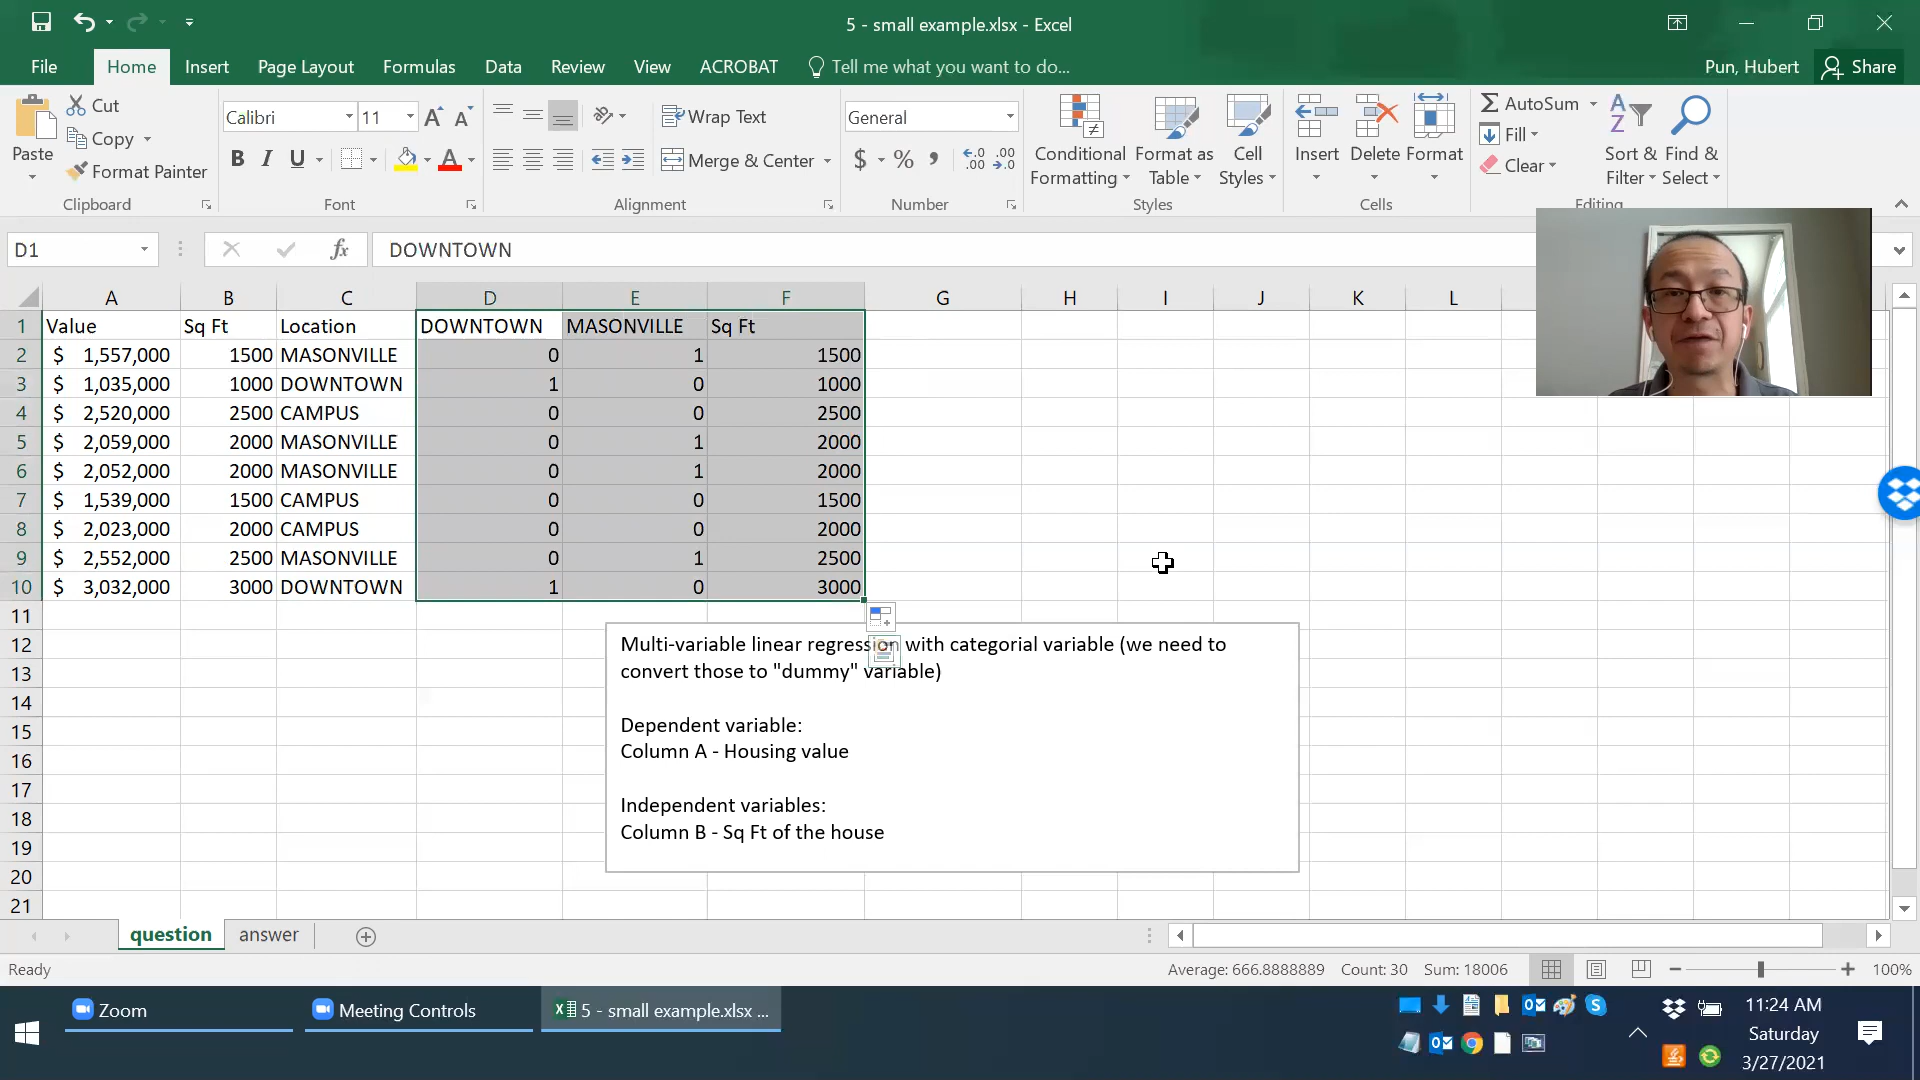 5 - small example.xlsx - Excel
File Home Insert Page Layout Formulas Data Review View ACROBAT Tell me what you want to do... Pun, Hubert Share
Paste
Cut
Copy
Format Painter
Clipboard
Calibri 11
B I U
Font
Wrap Text
Merge & Center
Alignment
General
$ % ,
Number
Conditional Formatting
Format as Table
Cell Styles
Styles
Insert Delete Format
Cells
AutoSum
Fill
Clear
Sort & Filter
Find & Select
Editing
D1 fx DOWNTOWN
A B C D E F G H I J K L
1 Value Sq Ft Location DOWNTOWN MASONVILLE Sq Ft
2 $ 1,557,000 1500 MASONVILLE 0 1 1500
3 $ 1,035,000 1000 DOWNTOWN 1 0 1000
4 $ 2,520,000 2500 CAMPUS 0 0 2500
5 $ 2,059,000 2000 MASONVILLE 0 1 2000
6 $ 2,052,000 2000 MASONVILLE 0 1 2000
7 $ 1,539,000 1500 CAMPUS 0 0 1500
8 $ 2,023,000 2000 CAMPUS 0 0 2000
9 $ 2,552,000 2500 MASONVILLE 0 1 2500
10 $ 3,032,000 3000 DOWNTOWN 1 0 3000
11
12
13
14
15
16
17
18
19
20
21
Multi-variable linear regression with categorial variable (we need to
convert those to "dummy" variable)
Dependent variable:
Column A - Housing value
Independent variables:
Column B - Sq Ft of the house
question answer
Ready Average: 666.8888889 Count: 30 Sum: 18006 100%
Zoom Meeting Controls 5 - small example.xlsx ...
11:24 AM
Saturday
3/27/2021